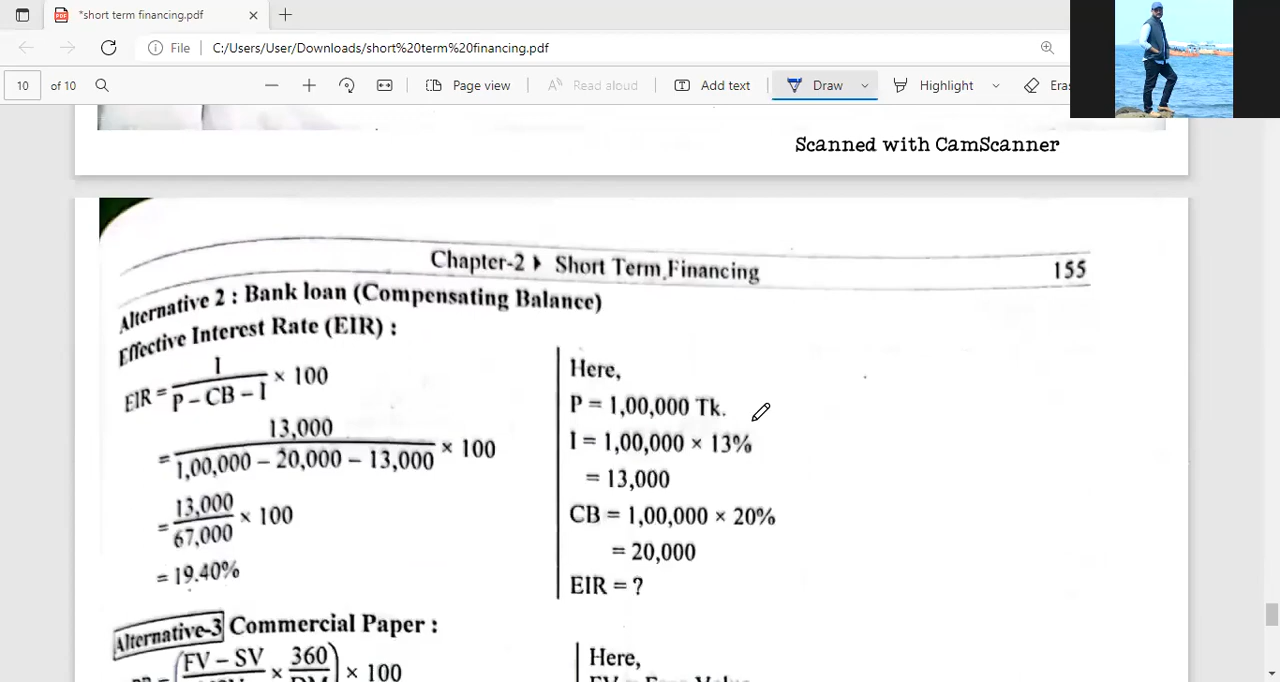 *short term financing.pdf
File
C:/Users/User/Downloads/short%20term%20financing.pdf
10 of 10
Page view
Read aloud
Add text
Draw
Highlight
Scanned with CamScanner
Chapter-2 Short Term Financing
155
Alternative 2 : Bank loan (Compensating Balance)
Effective Interest Rate (EIR) :
EIR = I / P – CB – I × 100
= 13,000 / 1,00,000 – 20,000 – 13,000 × 100
= 13,000 / 67,000 × 100
= 19.40%
Here,
P = 1,00,000 Tk.
I = 1,00,000 × 13%
= 13,000
CB = 1,00,000 × 20%
= 20,000
EIR = ?
Alternative-3 Commercial Paper :
(FV – SV × 360) × 100
Here,